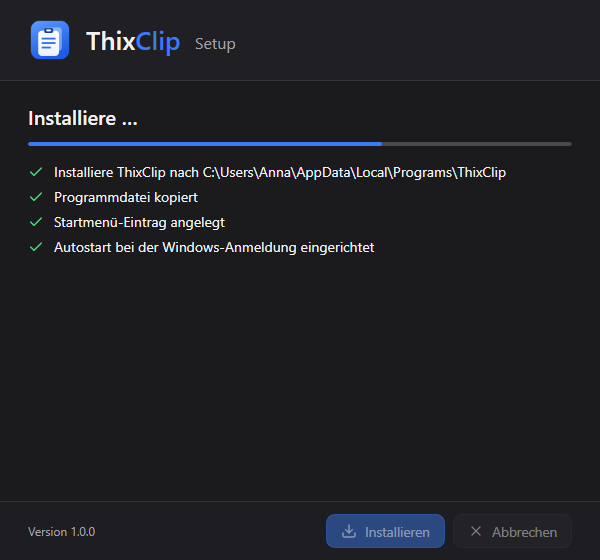 ThixClip Setup
Installiere ...
Installiere ThixClip nach C:\Users\Anna\AppData\Local\Programs\ThixClip
Programmdatei kopiert
Startmenü-Eintrag angelegt
Autostart bei der Windows-Anmeldung eingerichtet
Version 1.0.0
Installieren
Abbrechen